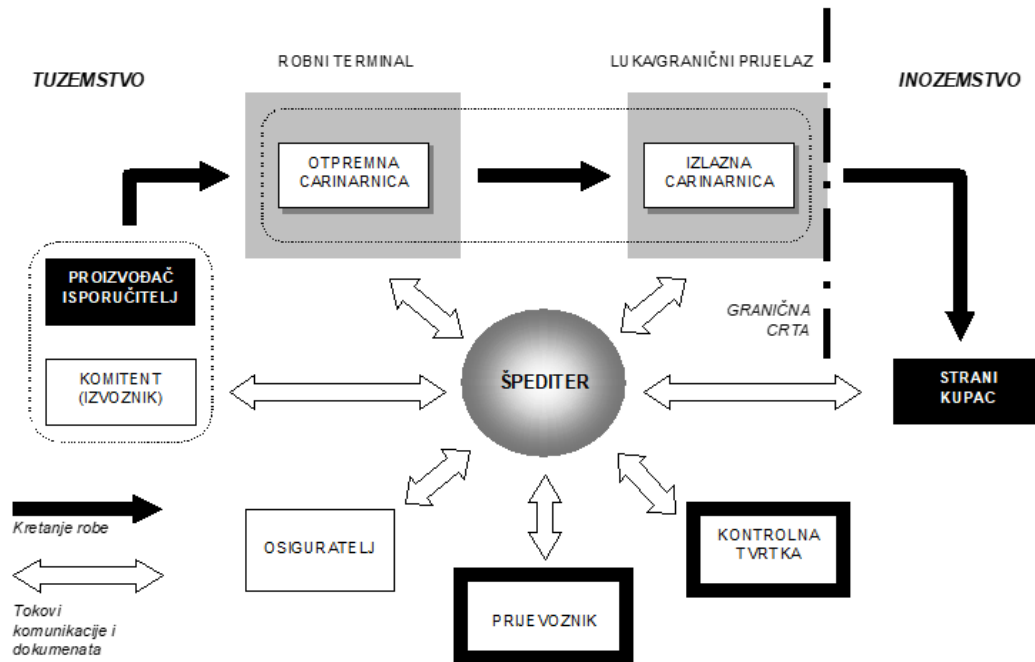 ROBNI TERMINAL
LUKA/GRANIČNI PRIJELAZ
TUZEMSTVO
INOZEMSTVO
OTPREMNA
CARINARNICA
IZLAZNA
CARINARNICA
PROIZVOĐAČ
ISPORUČITELJ
GRANIČNA
CRTA
KOMITENT
(IZVOZNIK)
ŠPEDITER
STRANI
KUPAC
Kretanje robe
OSIGURATELJ
KONTROLNA
TVRTKA
PRIJEVOZNIK
Tokovi
komunikacije i
dokumenata